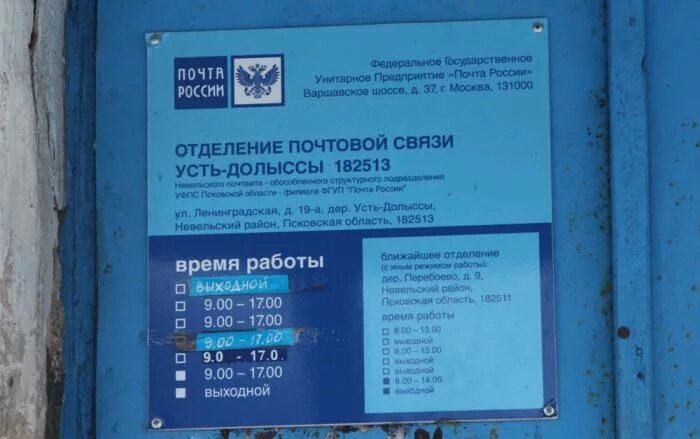 ПОЧТА
РОССИИ
Федеральное Государственное
Унитарное Предприятие «Почта России»
Варшавское шоссе, д. 37, г. Москва, 131000
ОТДЕЛЕНИЕ ПОЧТОВОЙ СВЯЗИ
УСТЬ-ДОЛЫССЫ 182513
Невельского почтамта - обособленного структурного подразделения
УФПС Псковской области - филиала ФГУП "Почта России"
ул. Ленинградская, д. 19-а, дер. Усть-Долыссы,
Невельский район, Псковская область, 182513
время работы
ВЫХОДНОЙ
9.00 – 17.00
9.00 – 17.00
9.00 – 17.00
9.0 - 17.0
9.00 – 17.00
выходной
ближайшее отделение
(с иным режимом работы):
дер. Перебоево, д. 9,
Невельский район,
Псковская область, 182511
время работы
8.00 – 13.00
выходной
8.00 – 13.00
выходной
выходной
8.00 – 14.00
выходной